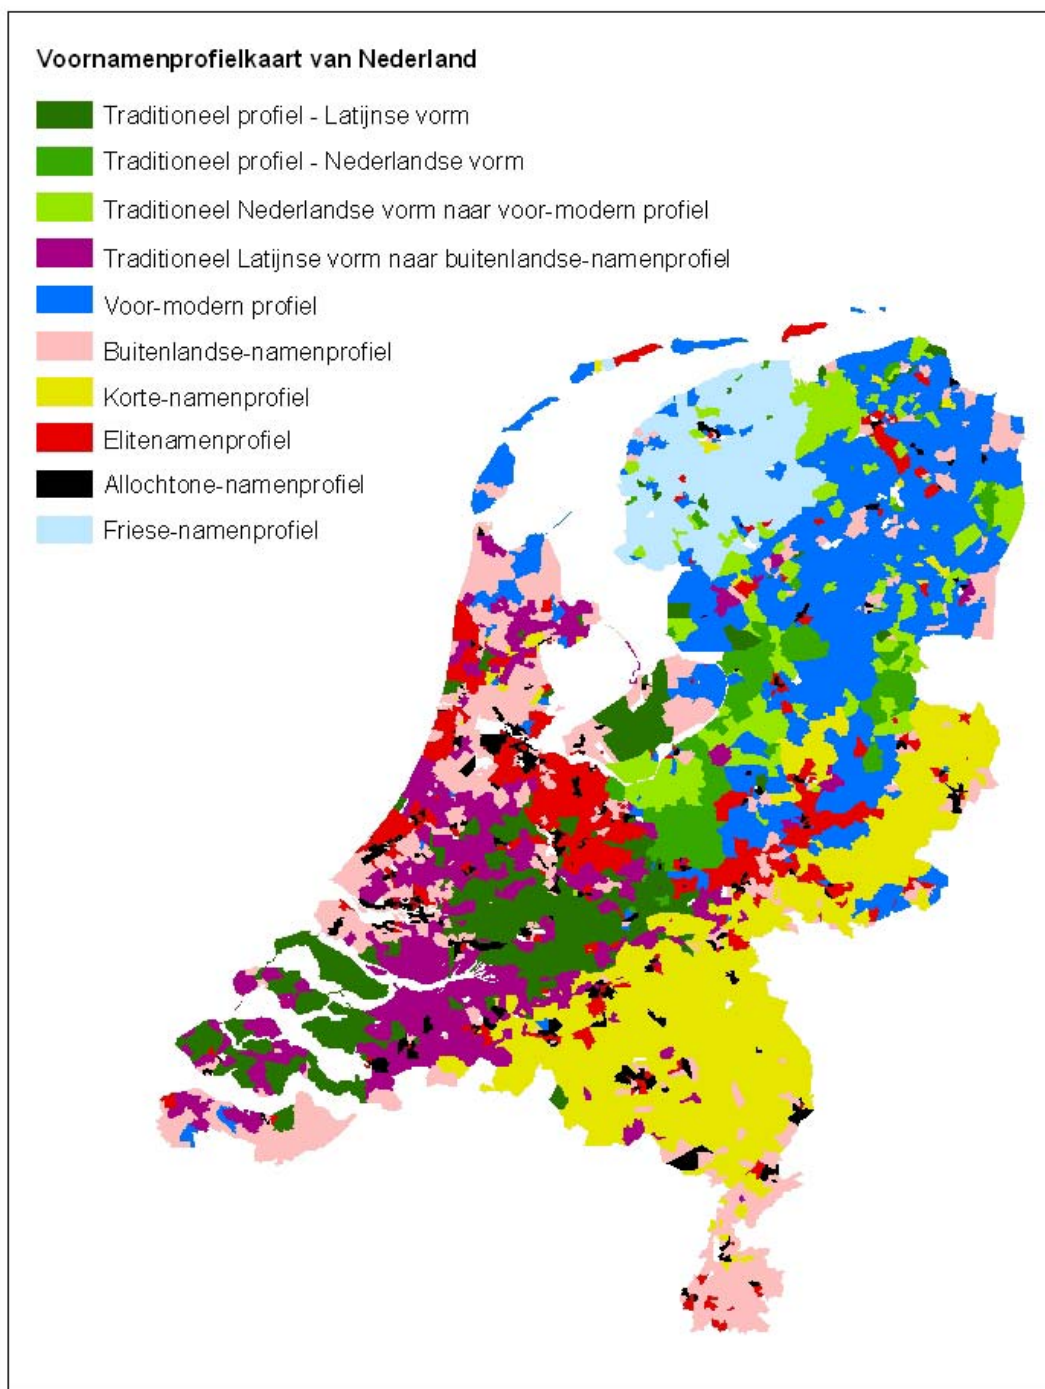 Voornamenprofielkaart van Nederland
Traditioneel profiel - Latijnse vorm
Traditioneel profiel - Nederlandse vorm
Traditioneel Nederlandse vorm naar voor-modern profiel
Traditioneel Latijnse vorm naar buitenlandse-namenprofiel
Voor-modern profiel
Buitenlandse-namenprofiel
Korte-namenprofiel
Elitenamenprofiel
Allochtone-namenprofiel
Friese-namenprofiel